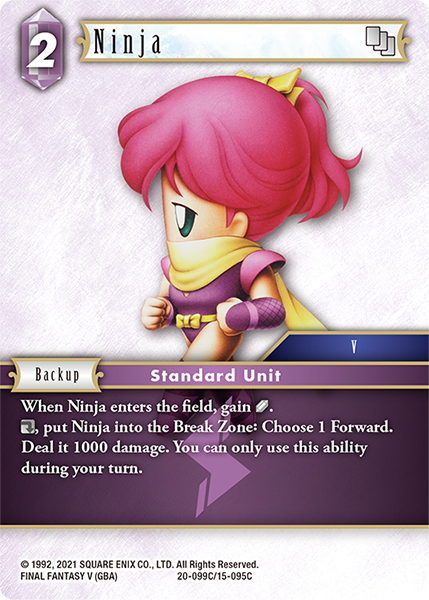 2
Ninja
V
Backup
Standard Unit
When Ninja enters the field, gain .
, put Ninja into the Break Zone: Choose 1 Forward.
Deal it 1000 damage. You can only use this ability
during your turn.
© 1992, 2021 SQUARE ENIX CO., LTD. All Rights Reserved.
FINAL FANTASY V (GBA)
20-099C/15-095C